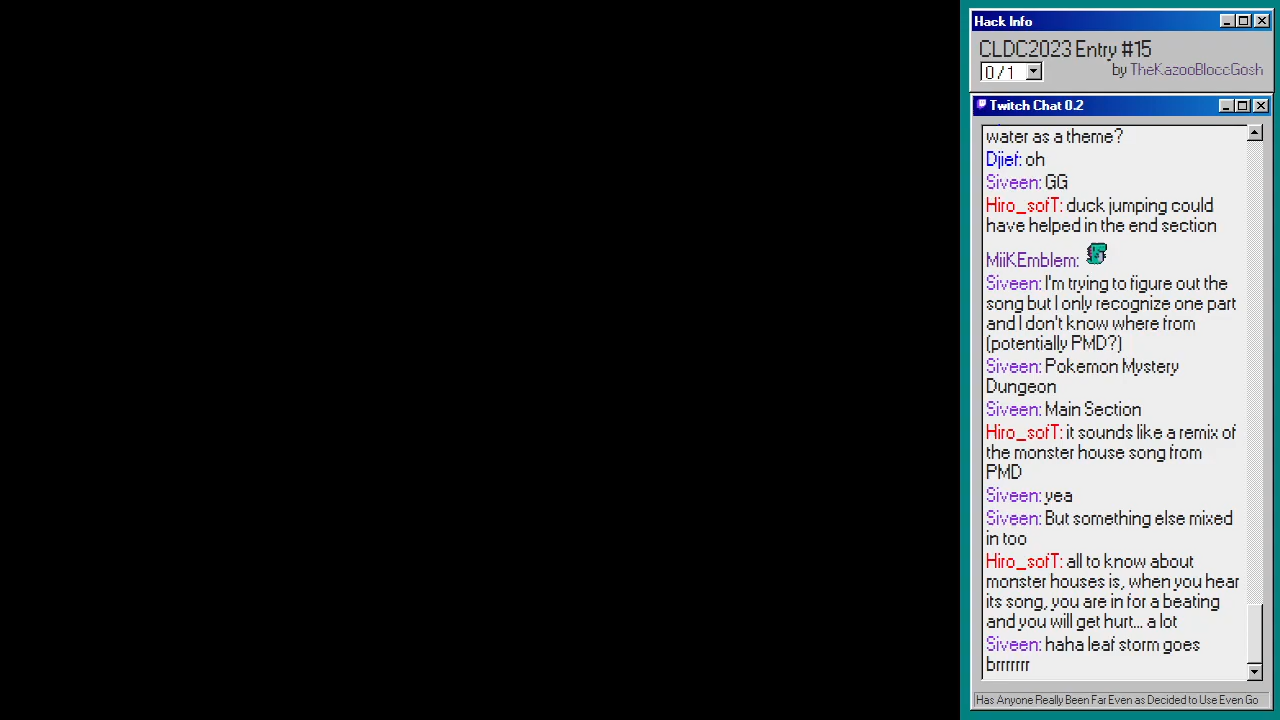 Hack Info
CLDC2023 Entry #15
0/1
by TheKazooBloccGosh
Twitch Chat 0.2
water as a theme?
Djief: oh
Siveen: GG
Hiro_sofT: duck jumping could
have helped in the end section
MiiKEmblem:
Siveen: I'm trying to figure out the
song but I only recognize one part
and I don't know where from
(potentially PMD?)
Siveen: Pokemon Mystery
Dungeon
Siveen: Main Section
Hiro_sofT: it sounds like a remix of
the monster house song from
PMD
Siveen: yea
Siveen: But something else mixed
in too
Hiro_sofT: all to know about
monster houses is, when you hear
its song, you are in for a beating
and you will get hurt... a lot
Siveen: haha leaf storm goes
brrrrrrr
Has Anyone Really Been Far Even as Decided to Use Even Go